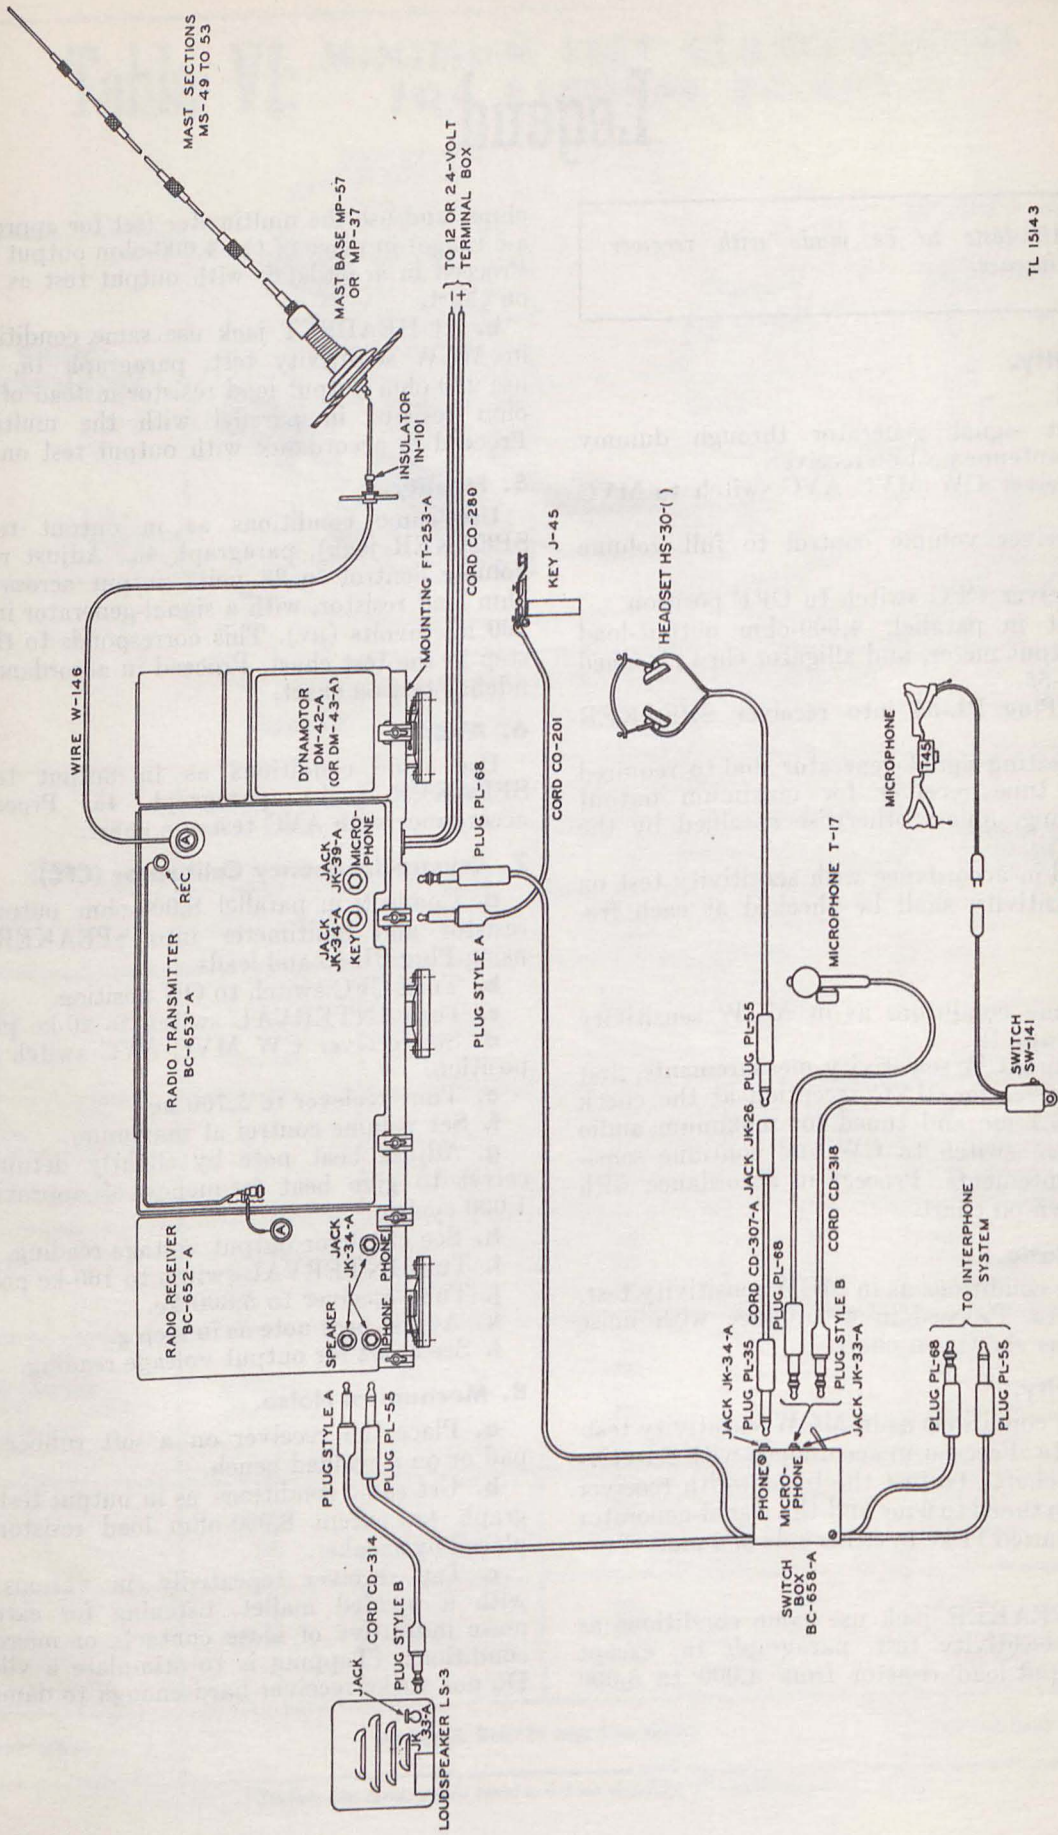 MAST SECTIONS
MS-49 TO 53
MAST BASE MP-57
OR MP-37
INSULATOR
IN-101
WIRE W-146
– } TO 12 OR 24-VOLT
+ } TERMINAL BOX
CORD CO-280
MOUNTING FT-253-A
DYNAMOTOR
DM-42-A
(OR DM-43-A)
A
REC
RADIO TRANSMITTER
BC-653-A
JACK
JK-34-A
KEY
JACK
JK-39-A
MICRO-
PHONE
PLUG PL-68
PLUG STYLE A
KEY J-45
CORD CO-201
RADIO RECEIVER
BC-652-A
A
SPEAKER
JACK
JK-34-A
PHONE
PHONE
PLUG STYLE A
PLUG PL-55
CORD CD-314
PLUG STYLE B
JACK
JK
33-A
LOUDSPEAKER LS-3
HEADSET HS-30-( )
PLUG PL-55
JACK JK-26
CORD CD-307-A
PLUG PL-35
JACK JK-34-A
MICROPHONE
T45
MICROPHONE T-17
PLUG PL-68
CORD CD-318
PLUG STYLE B
JACK JK-33-A
SWITCH
SW-141
PHONE
MICRO-
PHONE
SWITCH
BOX
BC-658-A
PLUG PL-68
PLUG PL-55
TO INTERPHONE
SYSTEM
TL 15143